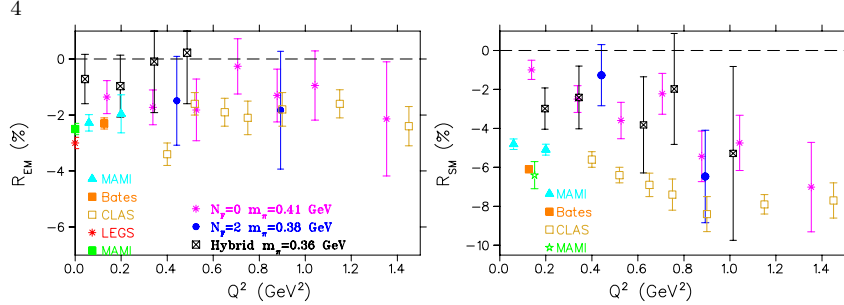 4
0
−2
−4
−6
R_EM (%)
MAMI
Bates
CLAS
LEGS
MAMI
N_F=0 m_π=0.41 GeV
N_F=2 m_π=0.38 GeV
Hybrid m_π=0.36 GeV
0.0 0.2 0.4 0.6 0.8 1.0 1.2 1.4
Q² (GeV²)
0
−2
−4
−6
−8
−10
R_SM (%)
MAMI
Bates
CLAS
MAMI
0.0 0.2 0.4 0.6 0.8 1.0 1.2 1.4
Q² (GeV²)